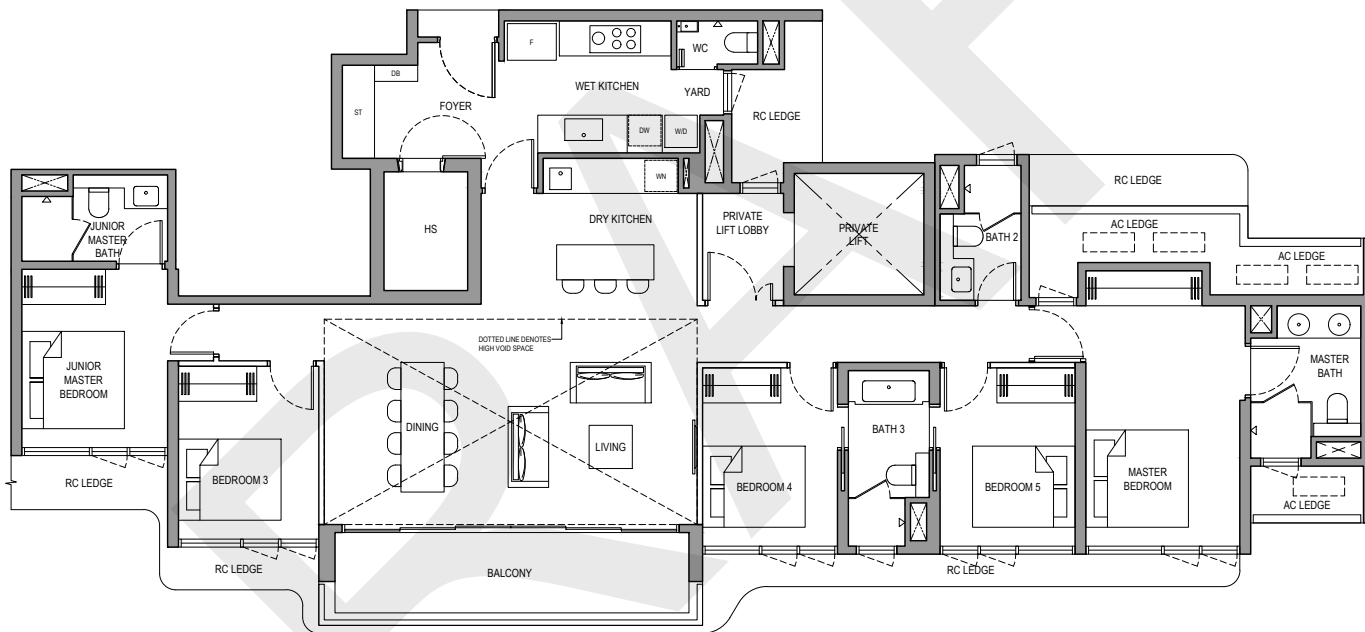 F
WC
DB
ST
FOYER
WET KITCHEN
YARD
RC LEDGE
DW
W/D
WN
HS
DRY KITCHEN
PRIVATE
LIFT LOBBY
PRIVATE
LIFT
BATH 2
RC LEDGE
AC LEDGE
AC LEDGE
JUNIOR
MASTER
BATH
DOTTED LINE DENOTES
HIGH VOID SPACE
JUNIOR
MASTER
BEDROOM
MASTER
BATH
DINING
LIVING
BATH 3
BEDROOM 3
BEDROOM 4
BEDROOM 5
MASTER
BEDROOM
RC LEDGE
AC LEDGE
RC LEDGE
BALCONY
RC LEDGE